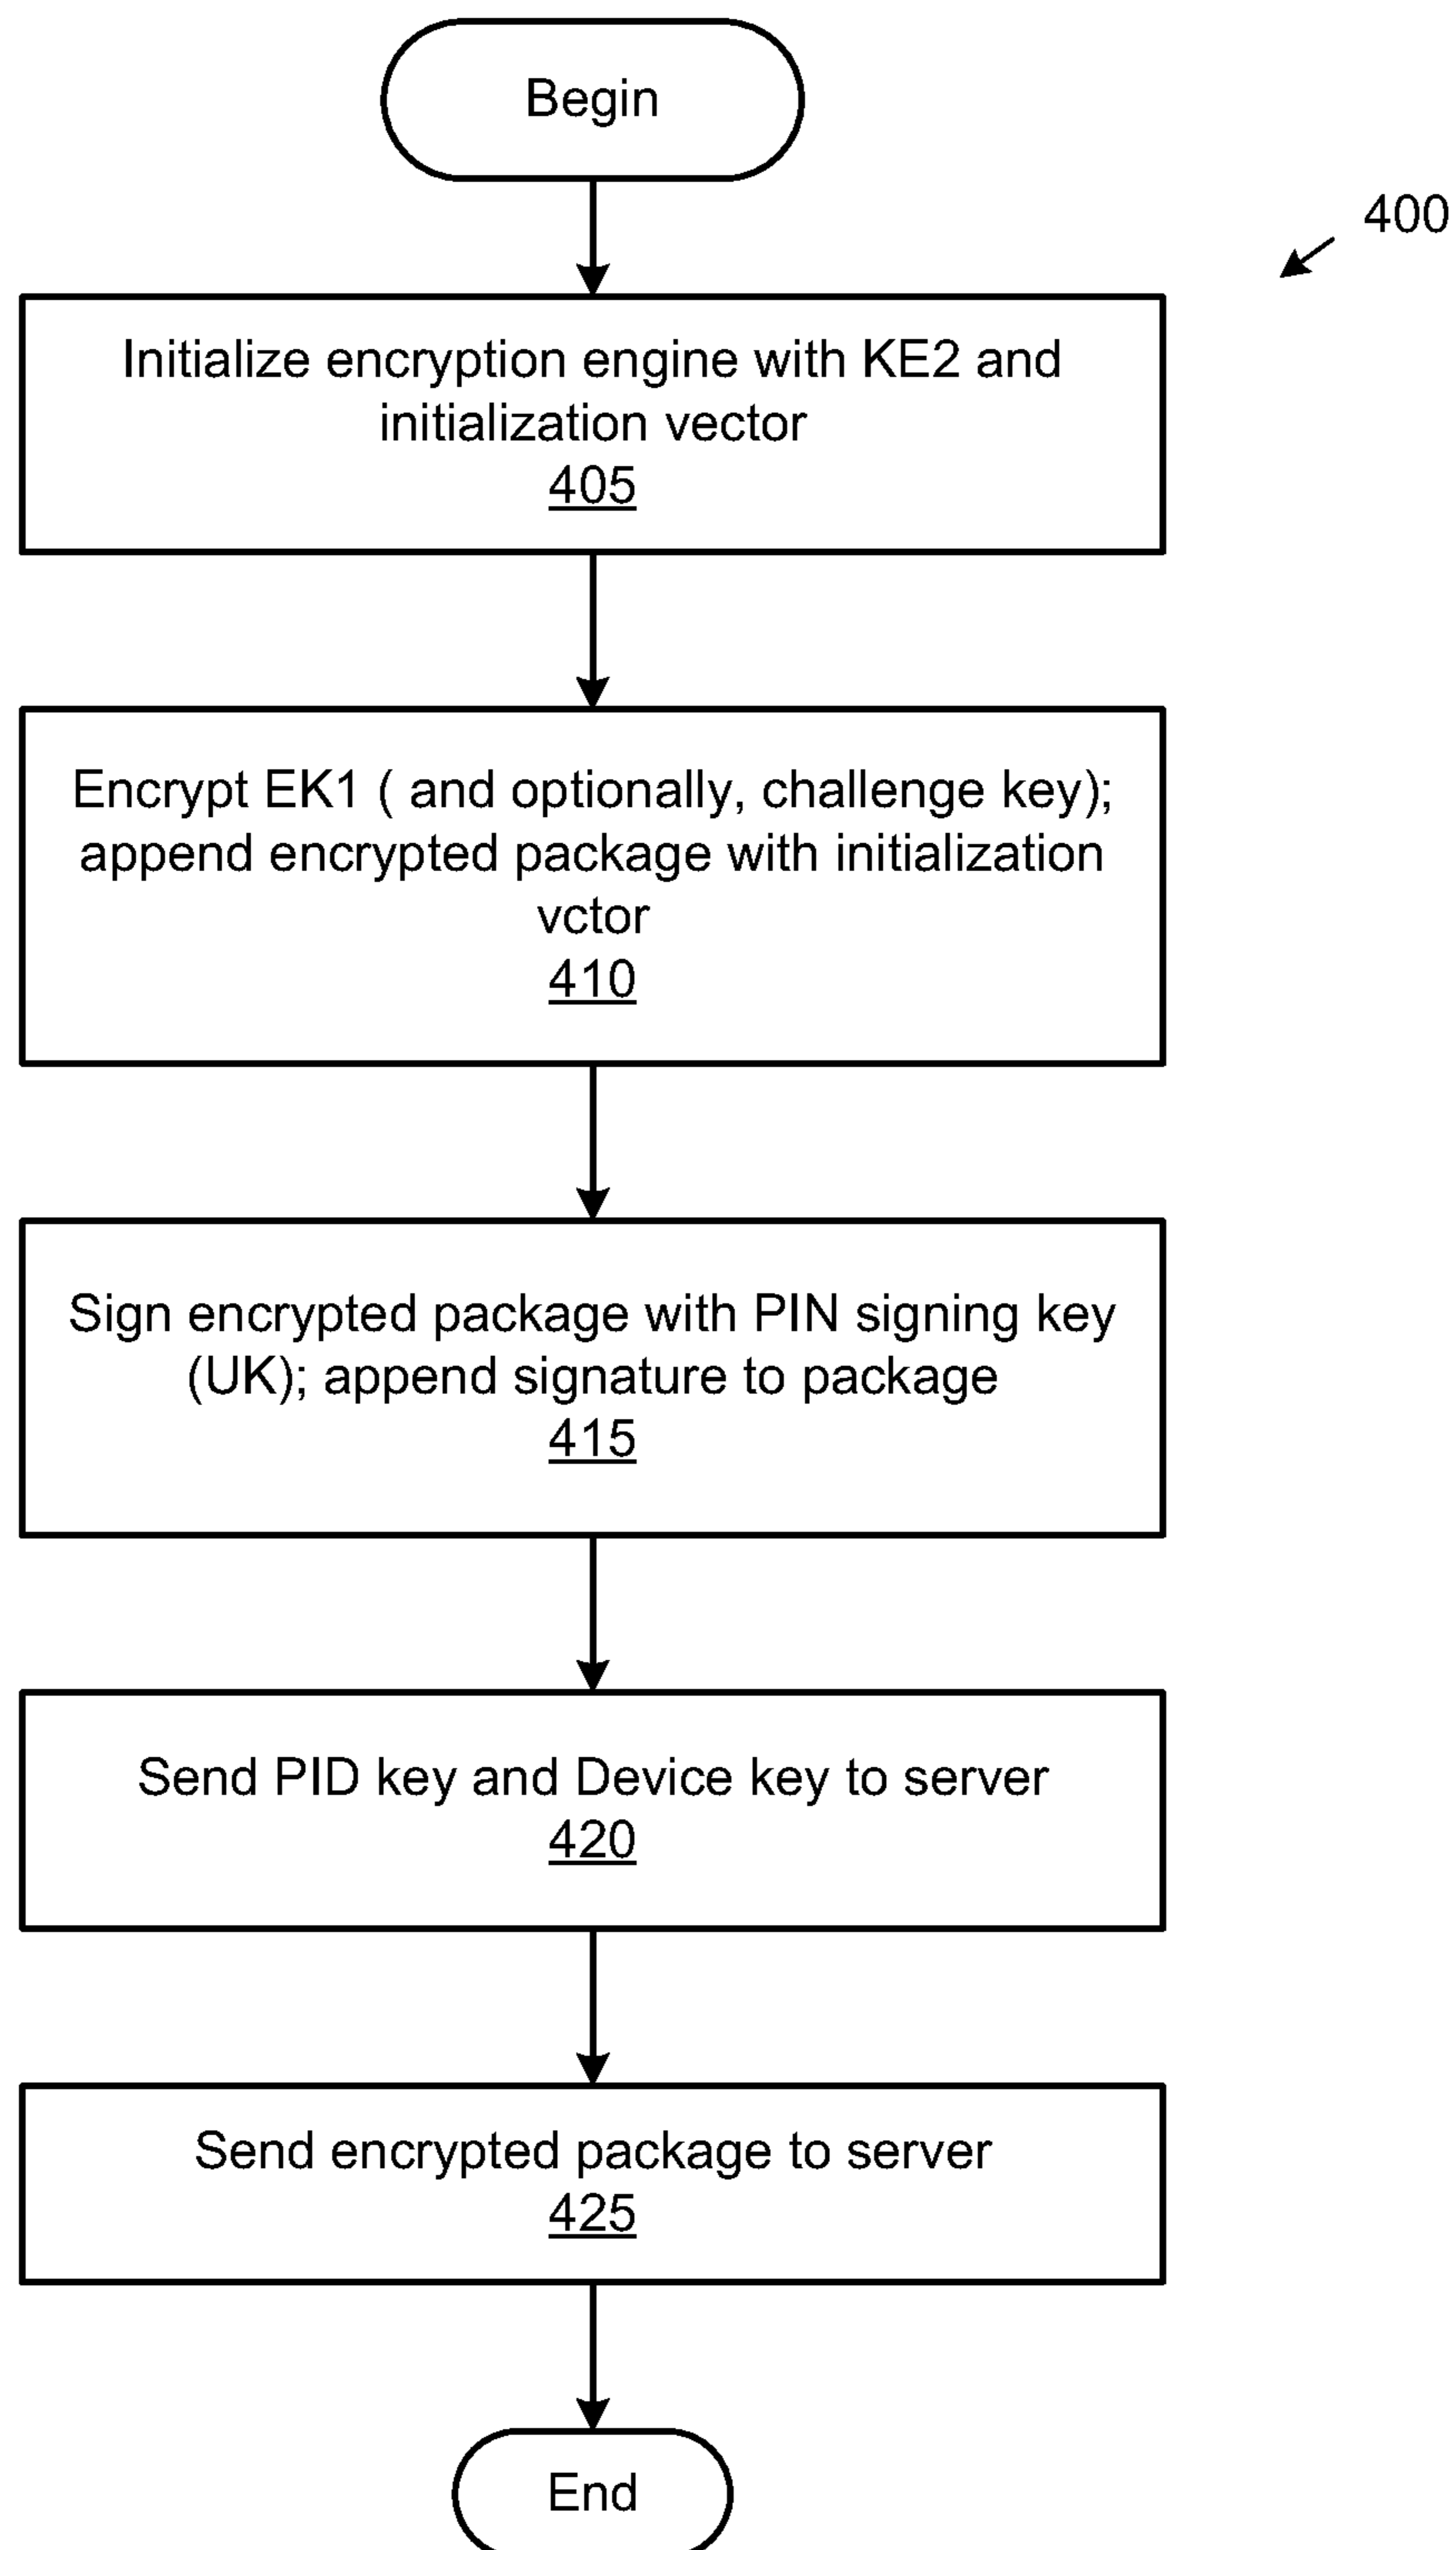 Begin
400
Initialize encryption engine with KE2 and
initialization vector
405
Encrypt EK1 ( and optionally, challenge key);
append encrypted package with initialization
vctor
410
Sign encrypted package with PIN signing key
(UK); append signature to package
415
Send PID key and Device key to server
420
Send encrypted package to server
425
End